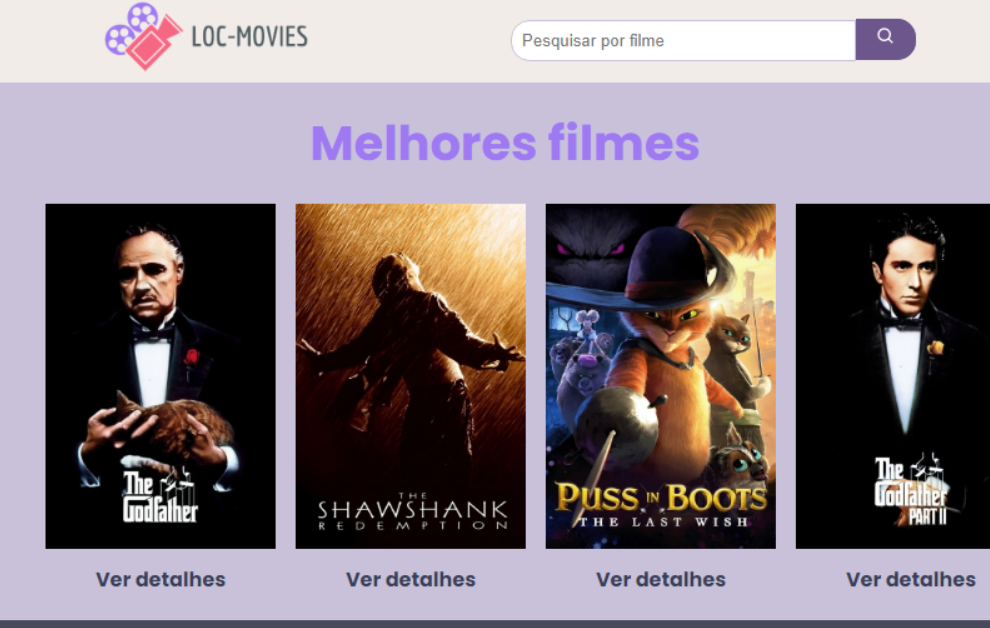 LOC-MOVIES
Pesquisar por filme
Melhores filmes
The
Godfather
THE
SHAWSHANK
REDEMPTION
PUSS IN BOOTS
THE LAST WISH
The
Godfather
PART II
Ver detalhes
Ver detalhes
Ver detalhes
Ver detalhes